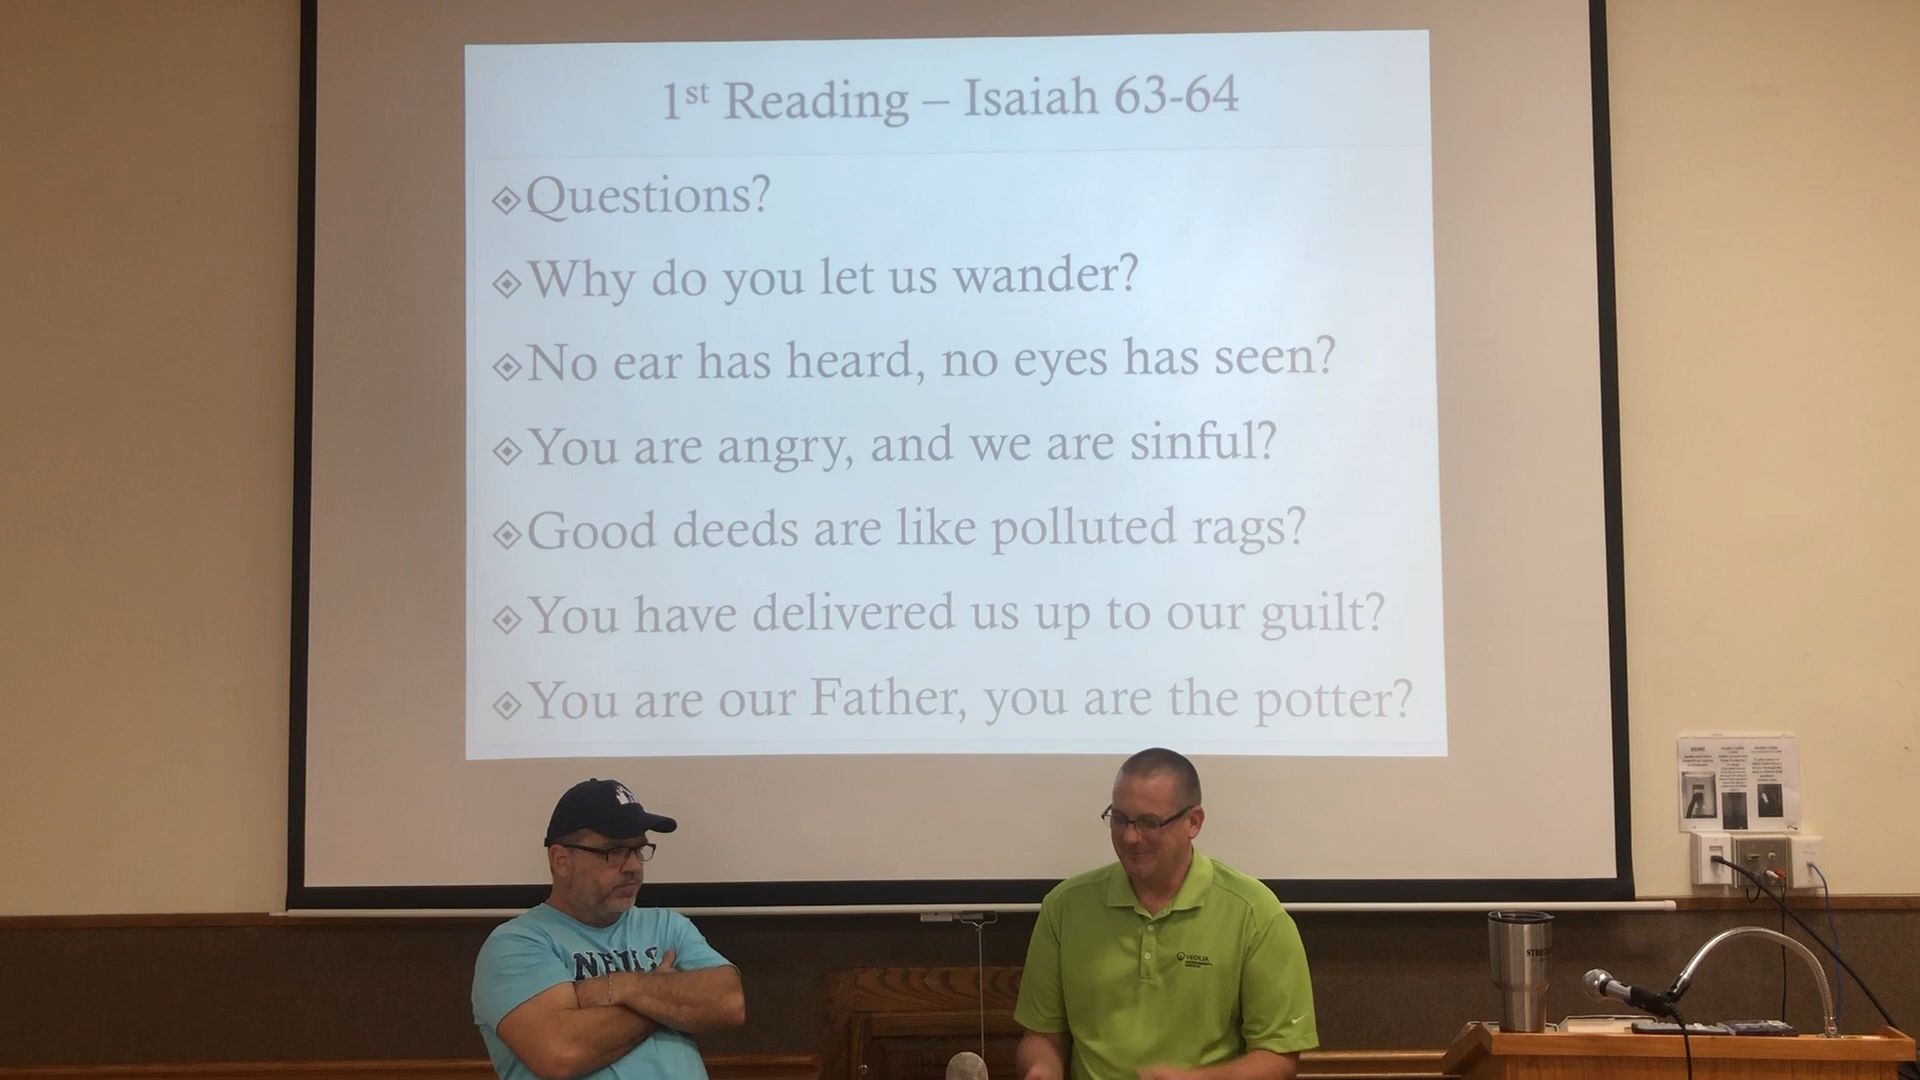 1st Reading – Isaiah 63-64
Questions?
Why do you let us wander?
No ear has heard, no eyes has seen?
You are angry, and we are sinful?
Good deeds are like polluted rags?
You have delivered us up to our guilt?
You are our Father, you are the potter?
VEOLIA